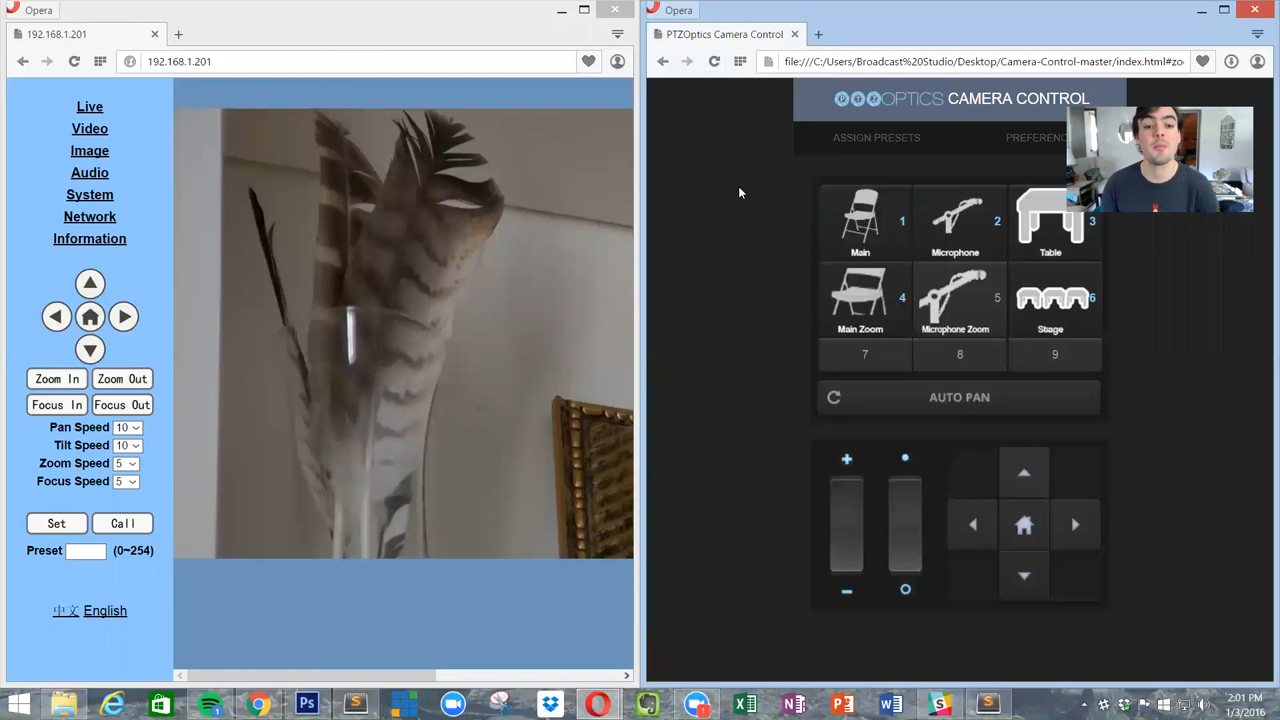 Opera
192.168.1.201
192.168.1.201
Live
Video
Image
Audio
System
Network
Information
Zoom In
Zoom Out
Focus In
Focus Out
Pan Speed 10
Tilt Speed 10
Zoom Speed 5
Focus Speed 5
Set
Call
Preset (0~254)
中文 English
Opera
PTZOptics Camera Control
file:///C:/Users/Broadcast%20Studio/Desktop/Camera-Control-master/index.html#zo
PTZOPTICS CAMERA CONTROL
ASSIGN PRESETS
PREFEREN
1
Main
2
Microphone
3
Table
4
Main Zoom
5
Microphone Zoom
6
Stage
7
8
9
AUTO PAN
2:01 PM
1/3/2016